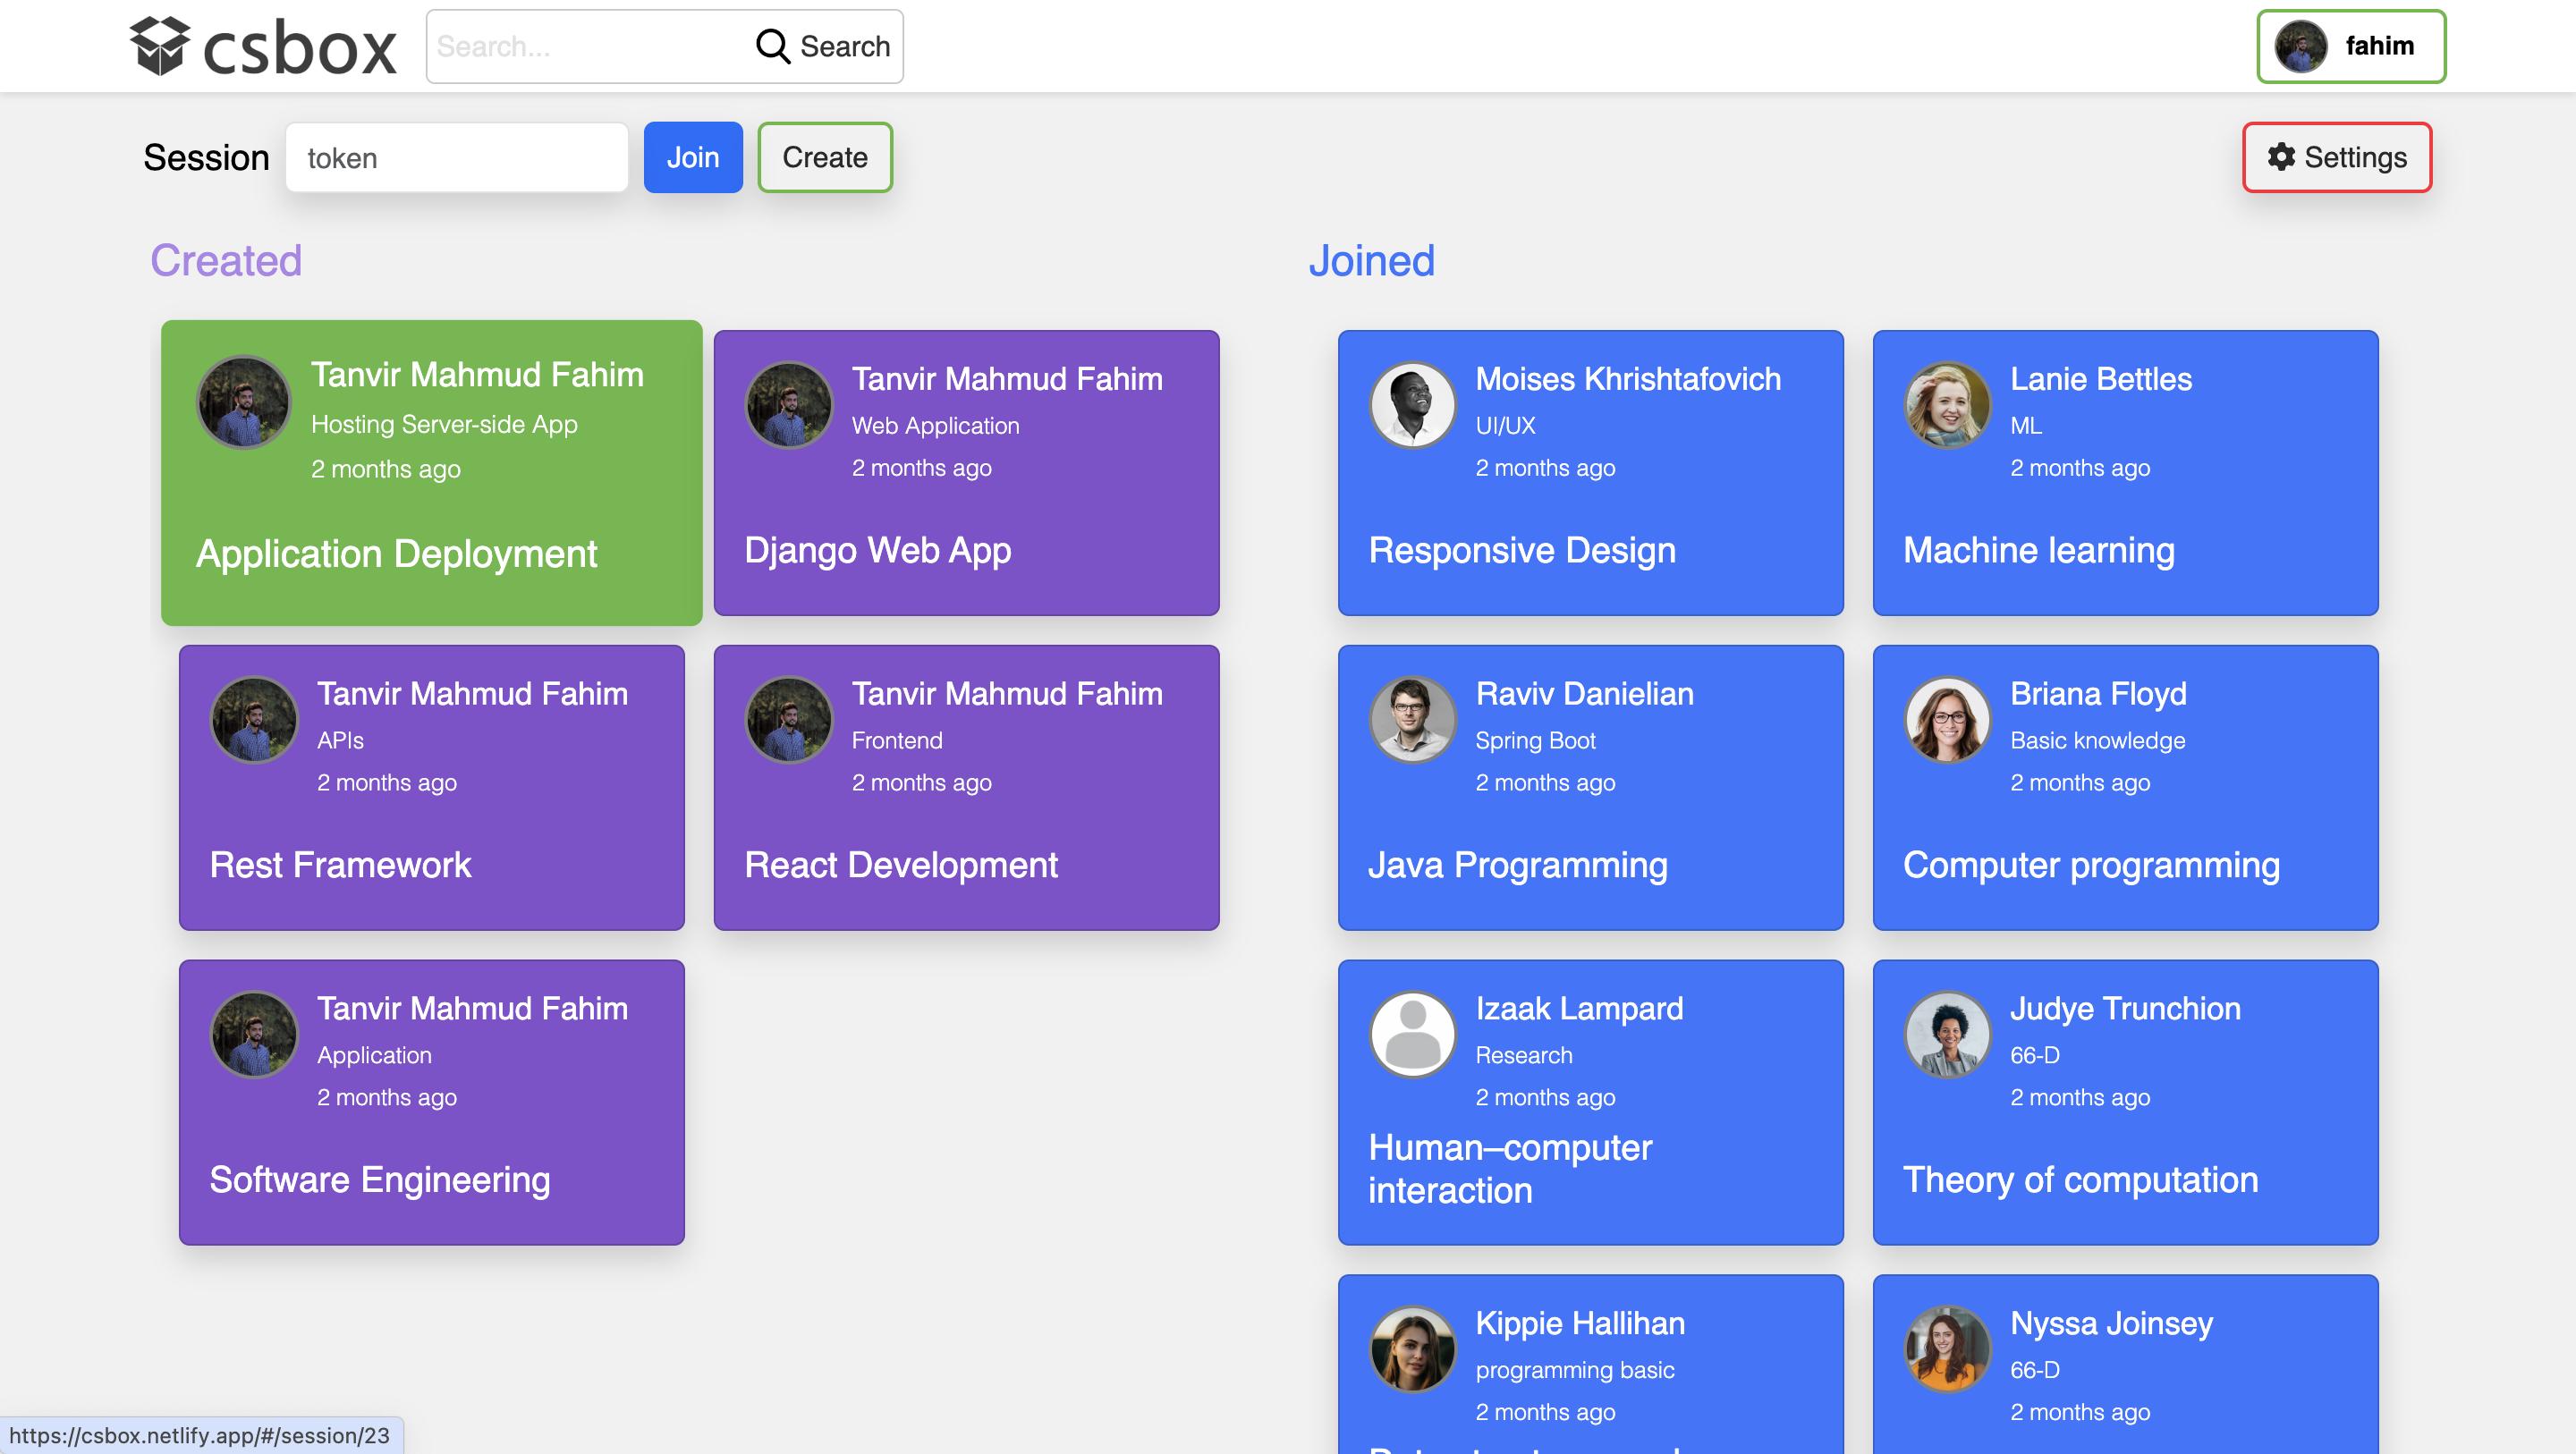 csbox
Search...
Search
fahim
Session
token
Join
Create
Settings
Created
Joined
Tanvir Mahmud Fahim
Hosting Server-side App
2 months ago
Application Deployment
Tanvir Mahmud Fahim
Web Application
2 months ago
Django Web App
Moises Khrishtafovich
UI/UX
2 months ago
Responsive Design
Lanie Bettles
ML
2 months ago
Machine learning
Tanvir Mahmud Fahim
APIs
2 months ago
Rest Framework
Tanvir Mahmud Fahim
Frontend
2 months ago
React Development
Raviv Danielian
Spring Boot
2 months ago
Java Programming
Briana Floyd
Basic knowledge
2 months ago
Computer programming
Tanvir Mahmud Fahim
Application
2 months ago
Software Engineering
Izaak Lampard
Research
2 months ago
Human–computer
interaction
Judye Trunchion
66-D
2 months ago
Theory of computation
Kippie Hallihan
programming basic
2 months ago
Nyssa Joinsey
66-D
2 months ago
https://csbox.netlify.app/#/session/23